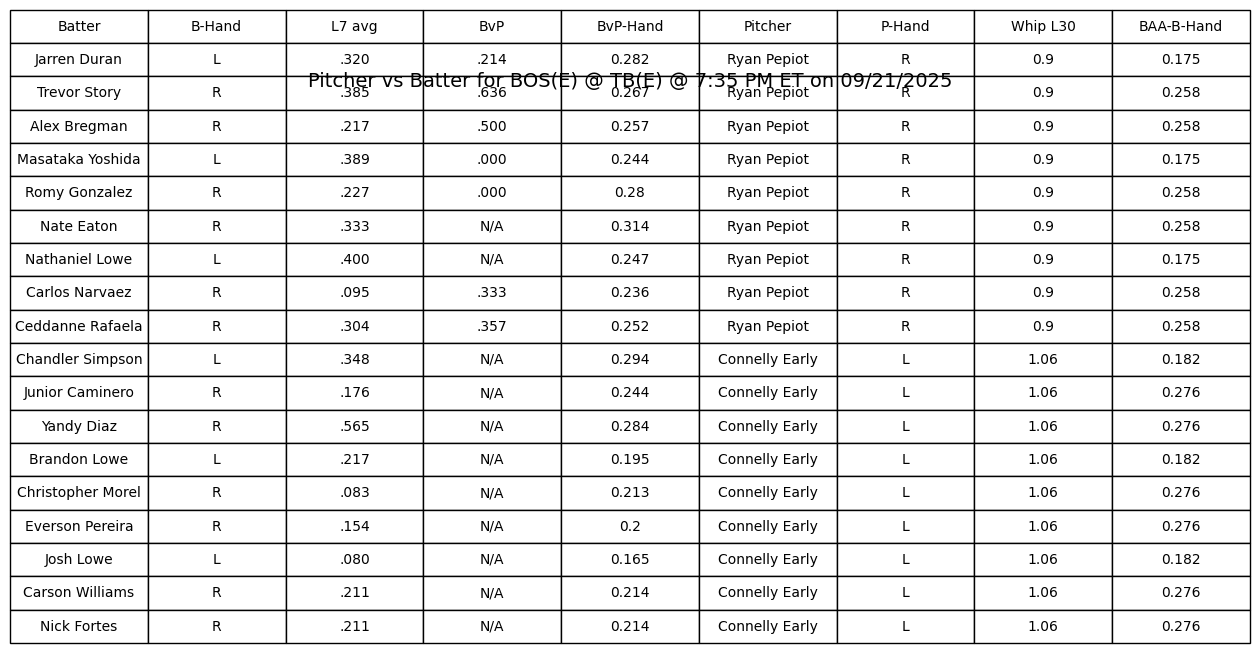 Batter B-Hand L7 avg BvP BvP-Hand Pitcher P-Hand Whip L30 BAA-B-Hand
Jarren Duran L .320 .214 0.282 Ryan Pepiot R 0.9 0.175
Pitcher vs Batter for BOS(E) @ TB(E) @ 7:35 PM ET on 09/21/2025
Trevor Story R .385 .636 0.267 Ryan Pepiot R 0.9 0.258
Alex Bregman R .217 .500 0.257 Ryan Pepiot R 0.9 0.258
Masataka Yoshida L .389 .000 0.244 Ryan Pepiot R 0.9 0.175
Romy Gonzalez R .227 .000 0.28 Ryan Pepiot R 0.9 0.258
Nate Eaton R .333 N/A 0.314 Ryan Pepiot R 0.9 0.258
Nathaniel Lowe L .400 N/A 0.247 Ryan Pepiot R 0.9 0.175
Carlos Narvaez R .095 .333 0.236 Ryan Pepiot R 0.9 0.258
Ceddanne Rafaela R .304 .357 0.252 Ryan Pepiot R 0.9 0.258
Chandler Simpson L .348 N/A 0.294 Connelly Early L 1.06 0.182
Junior Caminero R .176 N/A 0.244 Connelly Early L 1.06 0.276
Yandy Diaz R .565 N/A 0.284 Connelly Early L 1.06 0.276
Brandon Lowe L .217 N/A 0.195 Connelly Early L 1.06 0.182
Christopher Morel R .083 N/A 0.213 Connelly Early L 1.06 0.276
Everson Pereira R .154 N/A 0.2 Connelly Early L 1.06 0.276
Josh Lowe L .080 N/A 0.165 Connelly Early L 1.06 0.182
Carson Williams R .211 N/A 0.214 Connelly Early L 1.06 0.276
Nick Fortes R .211 N/A 0.214 Connelly Early L 1.06 0.276